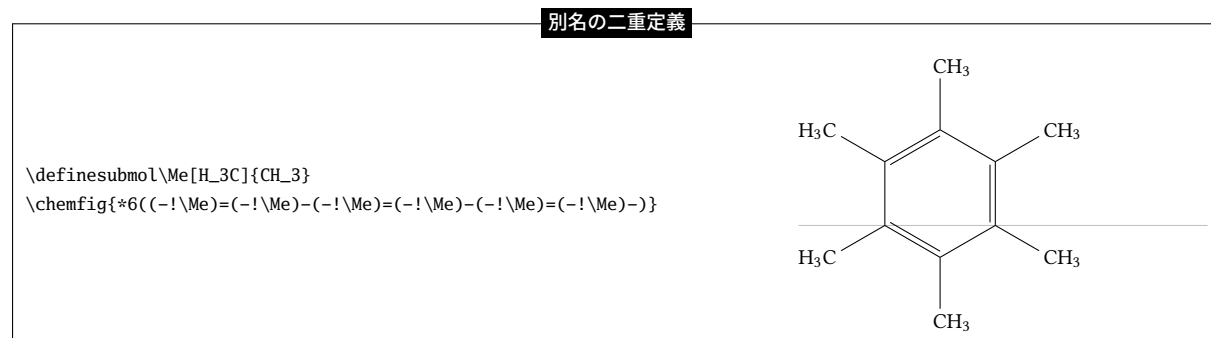 別名の二重定義
\definesubmol\Me[H_3C]{CH_3}
\chemfig{*6((-!\Me)=(-!\Me)-(-!\Me)=(-!\Me)-(-!\Me)=(-!\Me)-)}
CH₃
H₃C
CH₃
H₃C
CH₃
CH₃